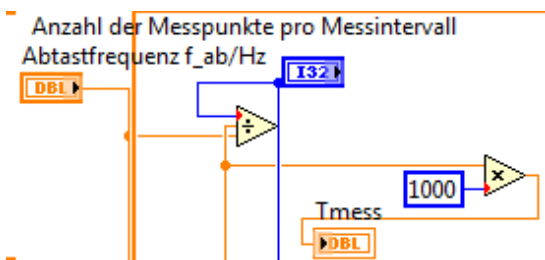 Anzahl der Messpunkte pro Messintervall
Abtastfrequenz f_ab/Hz
I32
DBL
÷
×
1000
Tmess
DBL